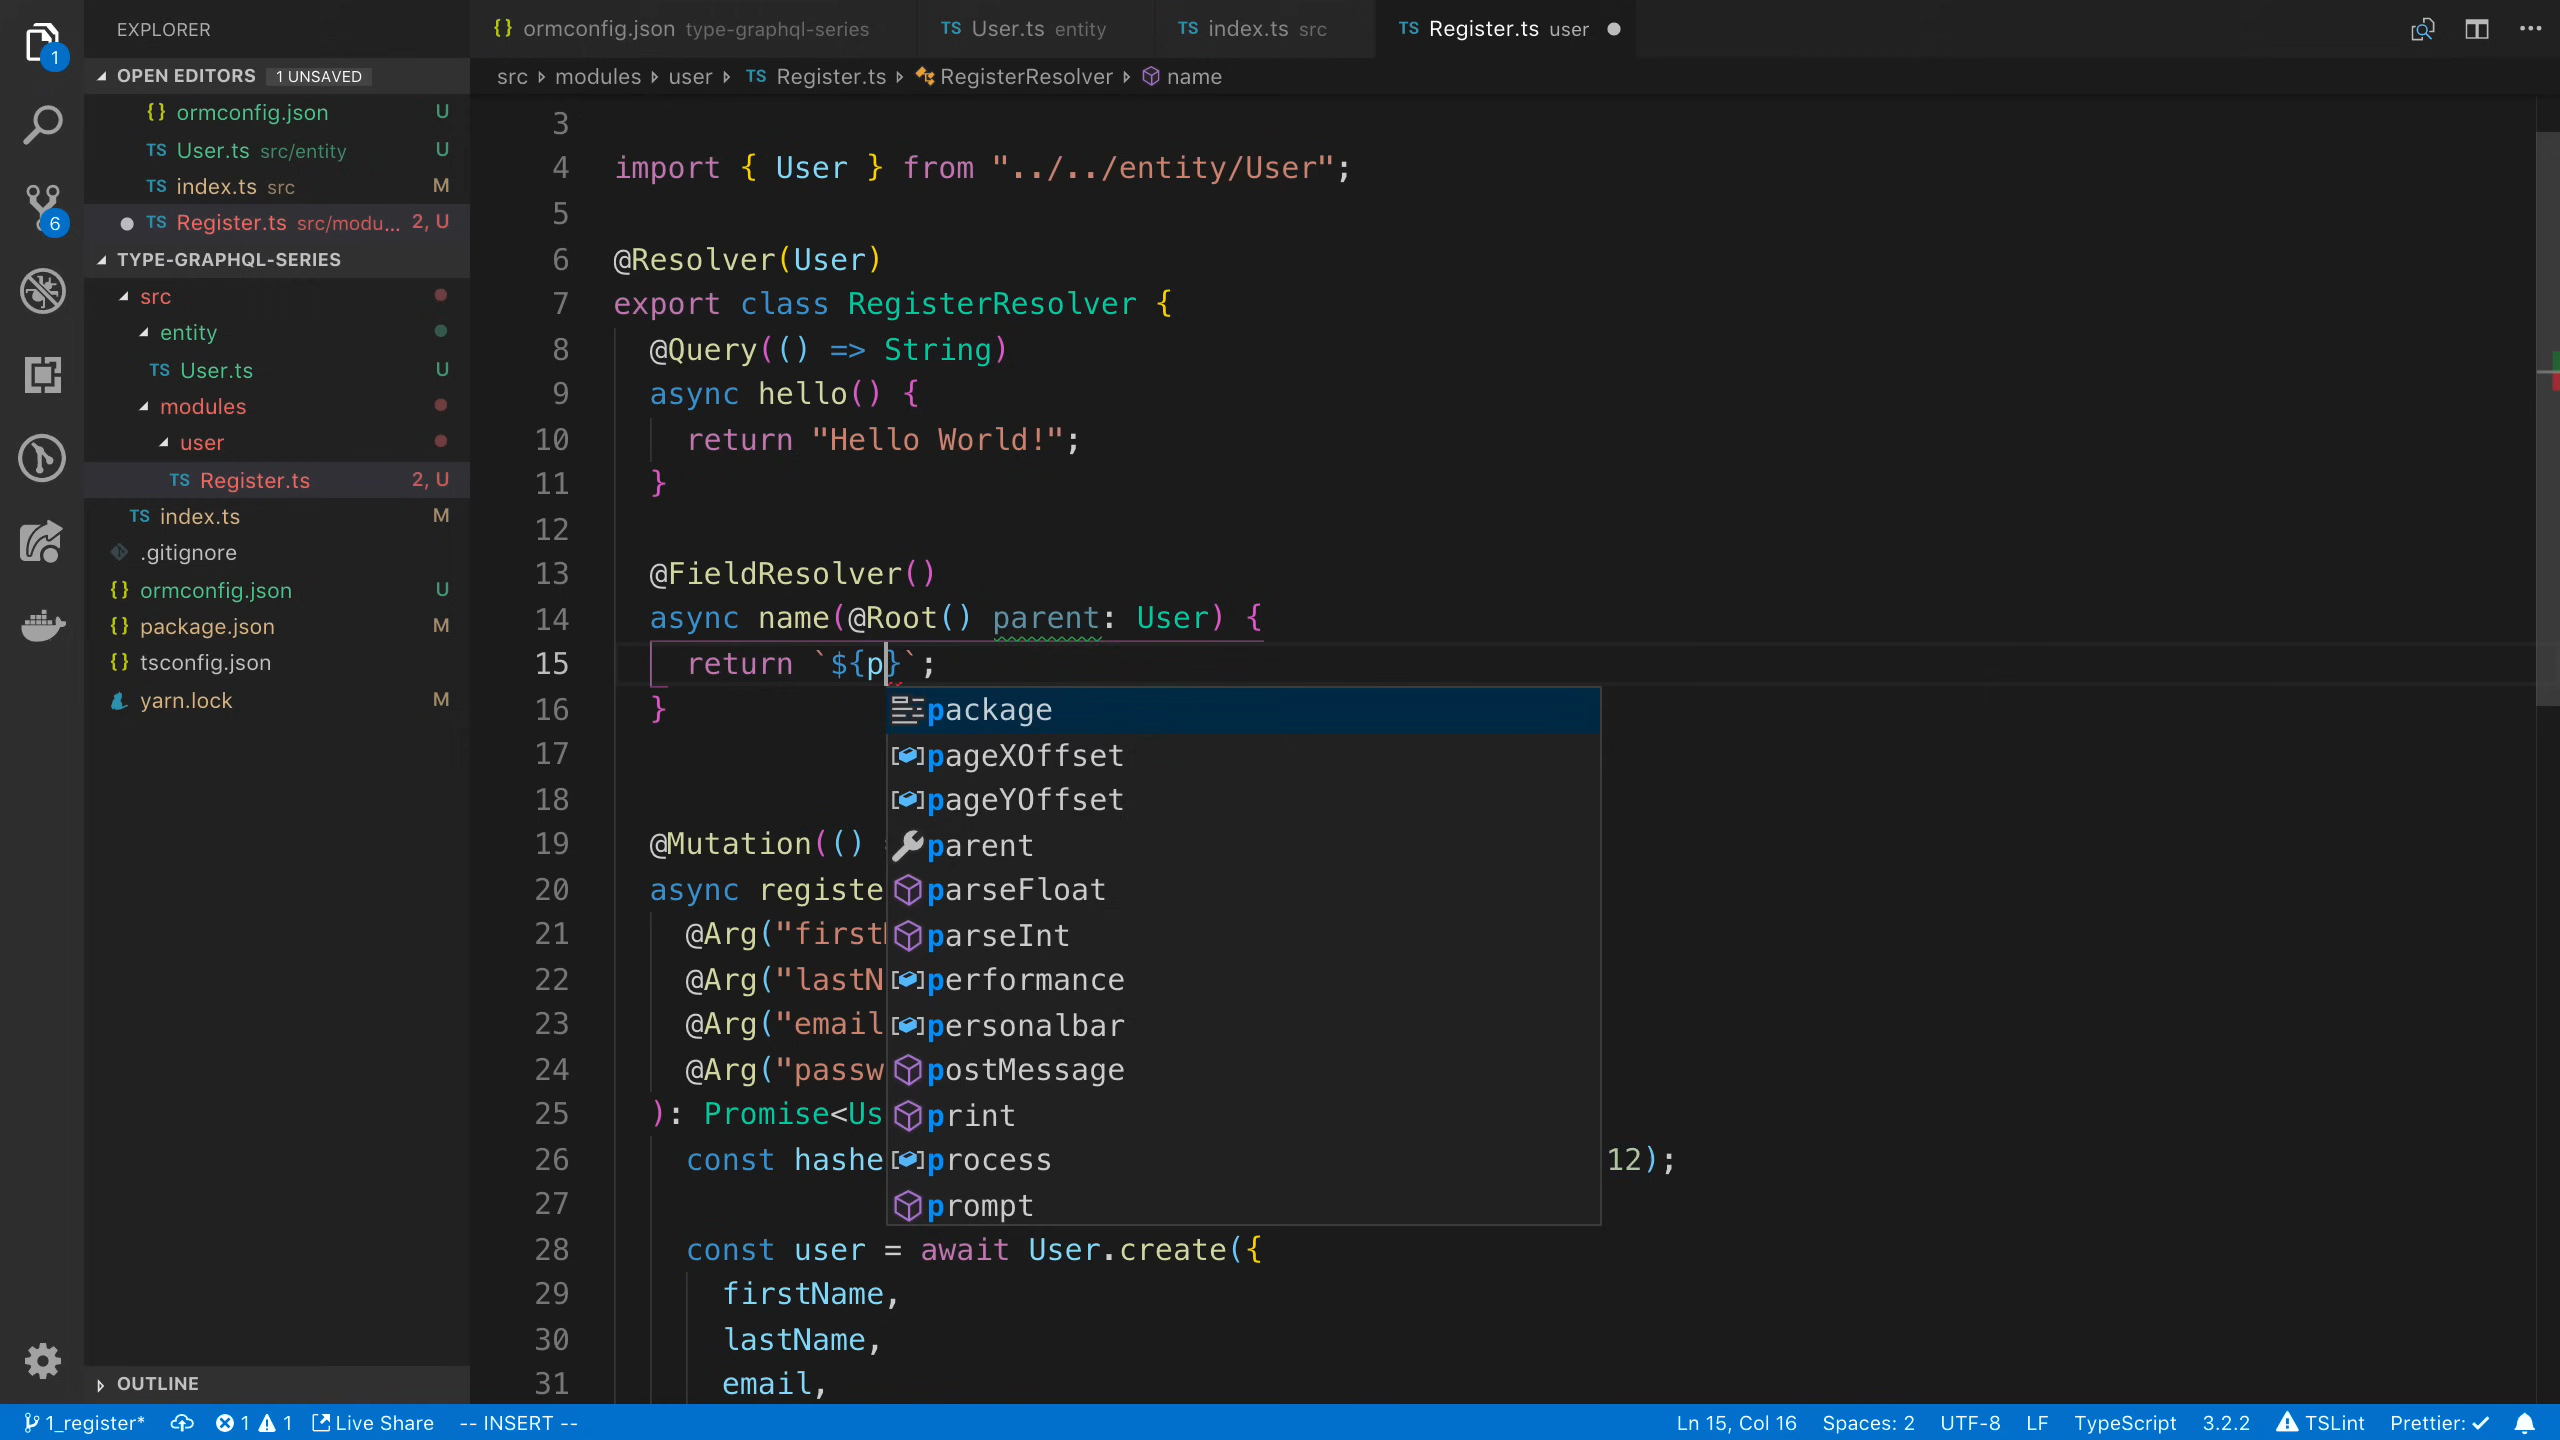 EXPLORER
OPEN EDITORS 1 UNSAVED
{} ormconfig.json U
TS User.ts src/entity U
TS index.ts src M
TS Register.ts src/modu... 2, U
TYPE-GRAPHQL-SERIES
src
entity
TS User.ts U
modules
user
TS Register.ts 2, U
TS index.ts M
.gitignore
{} ormconfig.json U
{} package.json M
{} tsconfig.json
yarn.lock M
OUTLINE
1
6
{} ormconfig.json type-graphql-series
TS User.ts entity
TS index.ts src
TS Register.ts user
src › modules › user › TS Register.ts › RegisterResolver › name
3
4 import { User } from "../../entity/User";
5
6 @Resolver(User)
7 export class RegisterResolver {
8 @Query(() => String)
9 async hello() {
10 return "Hello World!";
11 }
12
13 @FieldResolver()
14 async name(@Root() parent: User) {
15 return `${p}`;
16 }
17
18
19 @Mutation(()
20 async registe
21 @Arg("first
22 @Arg("lastN
23 @Arg("email
24 @Arg("passw
25 ): Promise<Us
26 const hashe 12);
27
28 const user = await User.create({
29 firstName,
30 lastName,
31 email,
package
pageXOffset
pageYOffset
parent
parseFloat
parseInt
performance
personalbar
postMessage
print
process
prompt
1_register* 1 1 Live Share -- INSERT -- Ln 15, Col 16 Spaces: 2 UTF-8 LF TypeScript 3.2.2 TSLint Prettier: ✓